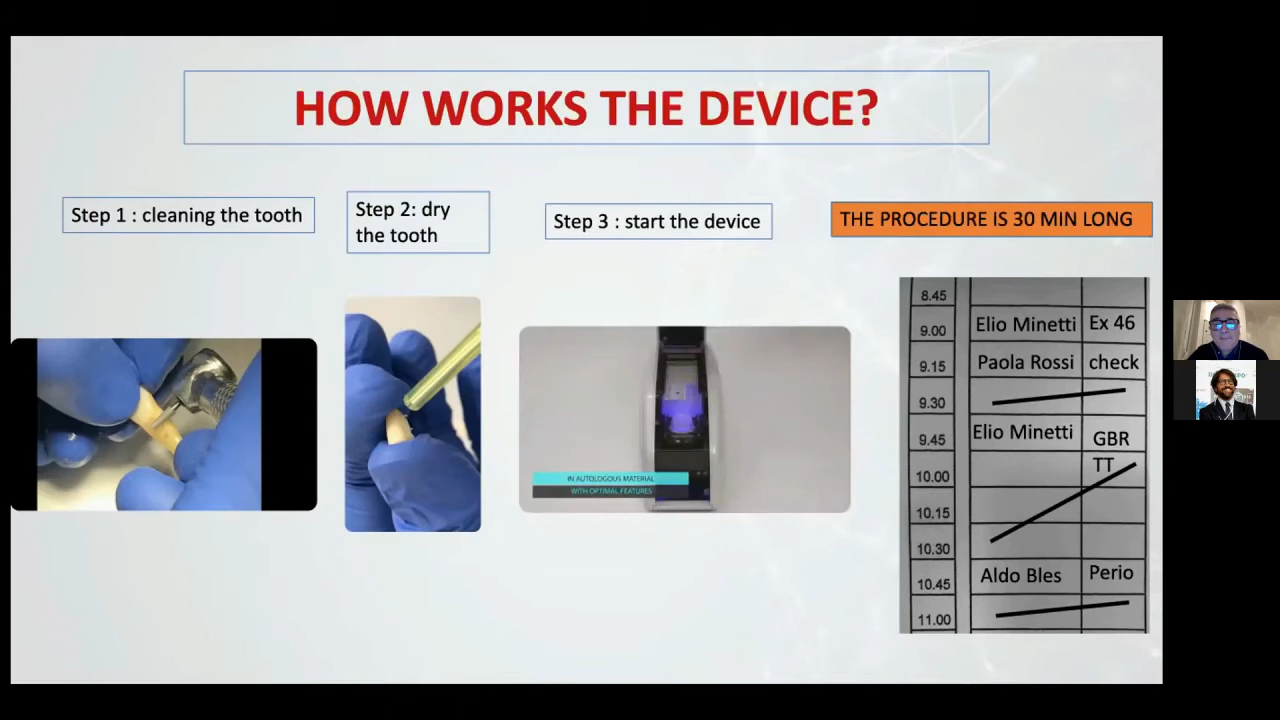 HOW WORKS THE DEVICE?
Step 1 : cleaning the tooth
Step 2: dry
the tooth
Step 3 : start the device
THE PROCEDURE IS 30 MIN LONG
IN AUTOLOGOUS MATERIAL
WITH OPTIMAL FEATURES
8.45
9.00 Elio Minetti Ex 46
9.15 Paola Rossi check
9.30
9.45 Elio Minetti GBR
10.00 TT
10.15
10.30
10.45 Aldo Bles Perio
11.00